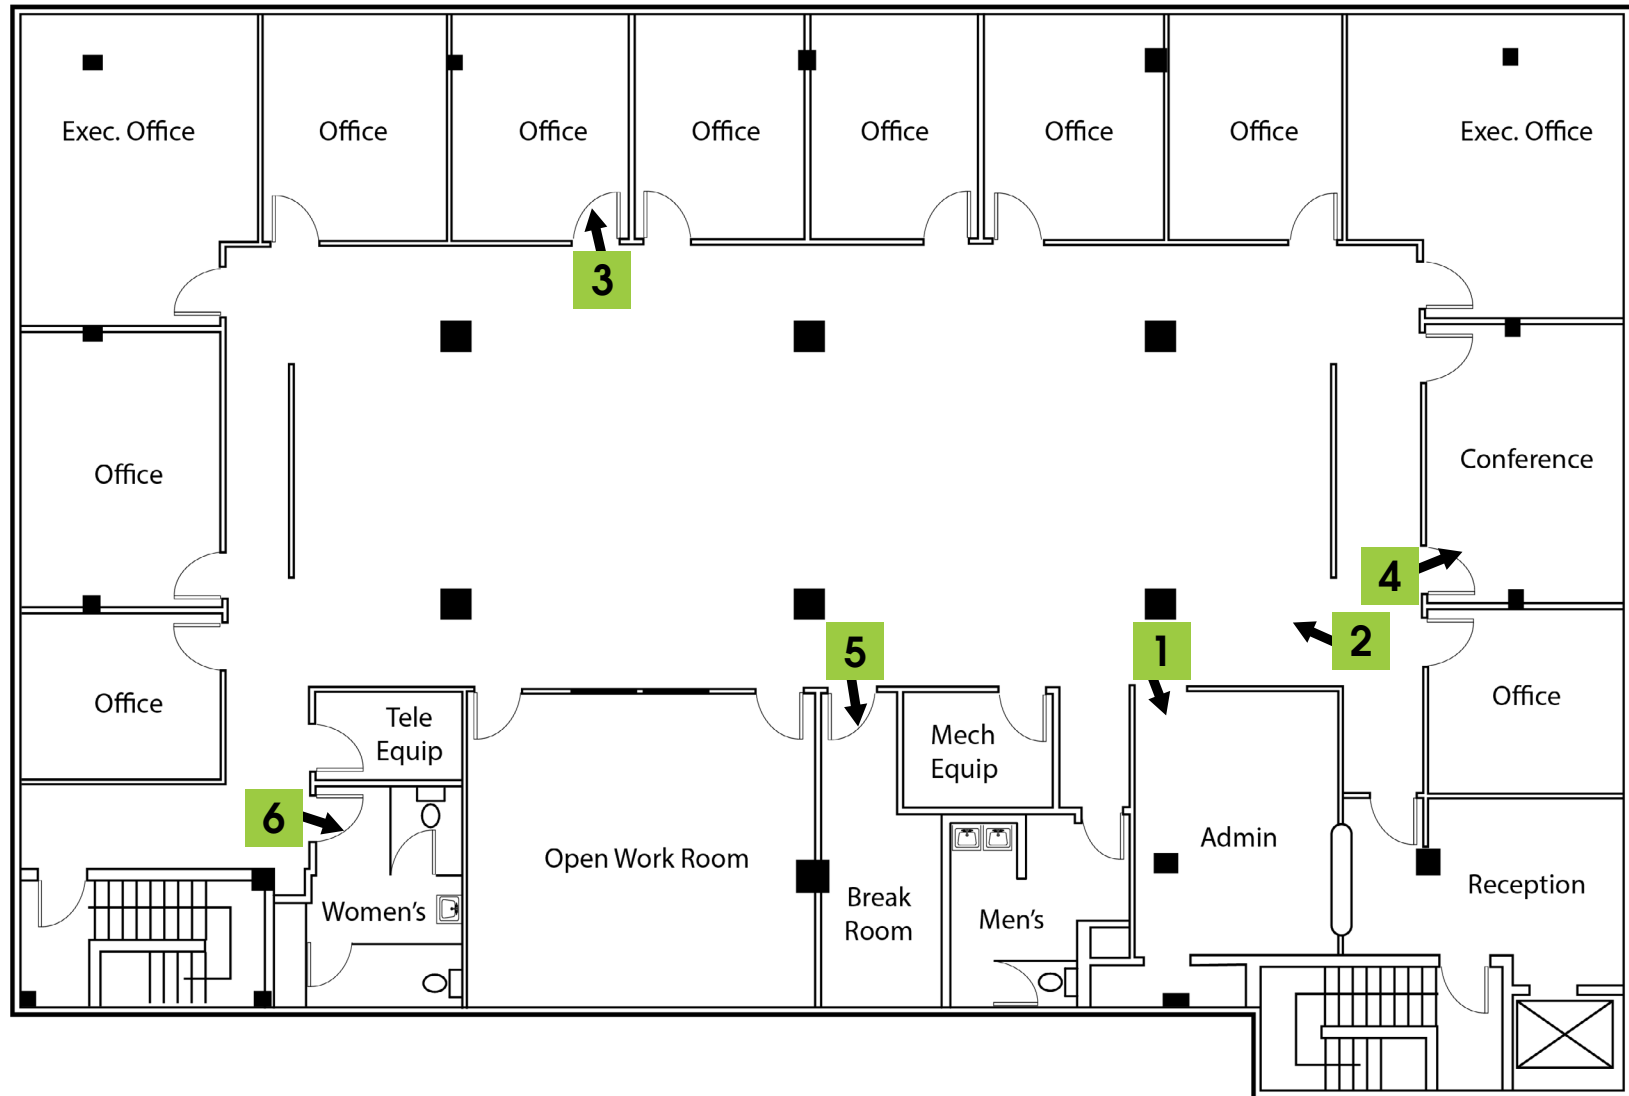 Exec. Office
Office
Office
Office
Office
Office
Office
Exec. Office
3
Office
Conference
4
2
1
5
Office
Office
Tele
Equip
Mech
Equip
6
Open Work Room
Admin
Reception
Women's
Break
Room
Men's